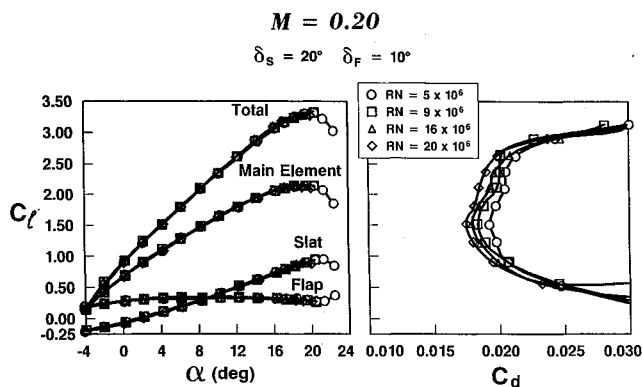 M = 0.20
δS = 20° δF = 10°
RN = 5 x 10⁶
RN = 9 x 10⁶
RN = 16 x 10⁶
RN = 20 x 10⁶
Total
Main Element
Slat
Flap
Cℓ
3.50
3.00
2.50
2.00
1.50
1.00
0.50
0.00
-0.25
-4 0 4 8 12 16 20 24
α (deg)
0.010 0.015 0.020 0.025 0.030
Cd